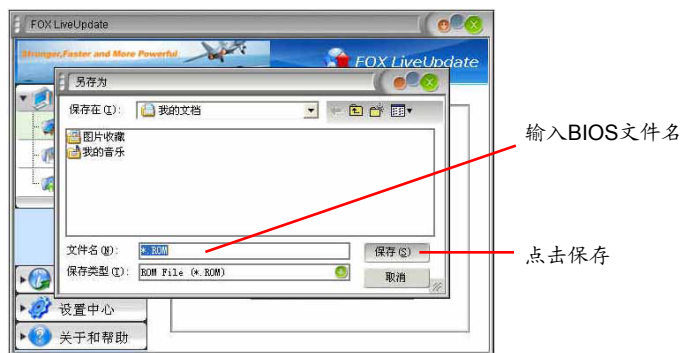 FOX LiveUpdate
Stronger,Faster and More Powerful
FOX LiveUpdate
另存为
保存在(I):
我的文档
图片收藏
我的音乐
输入BIOS文件名
文件名(N):
*.ROM
保存(S)
点击保存
保存类型(T):
ROM File (*.ROM)
取消
设置中心
关于和帮助